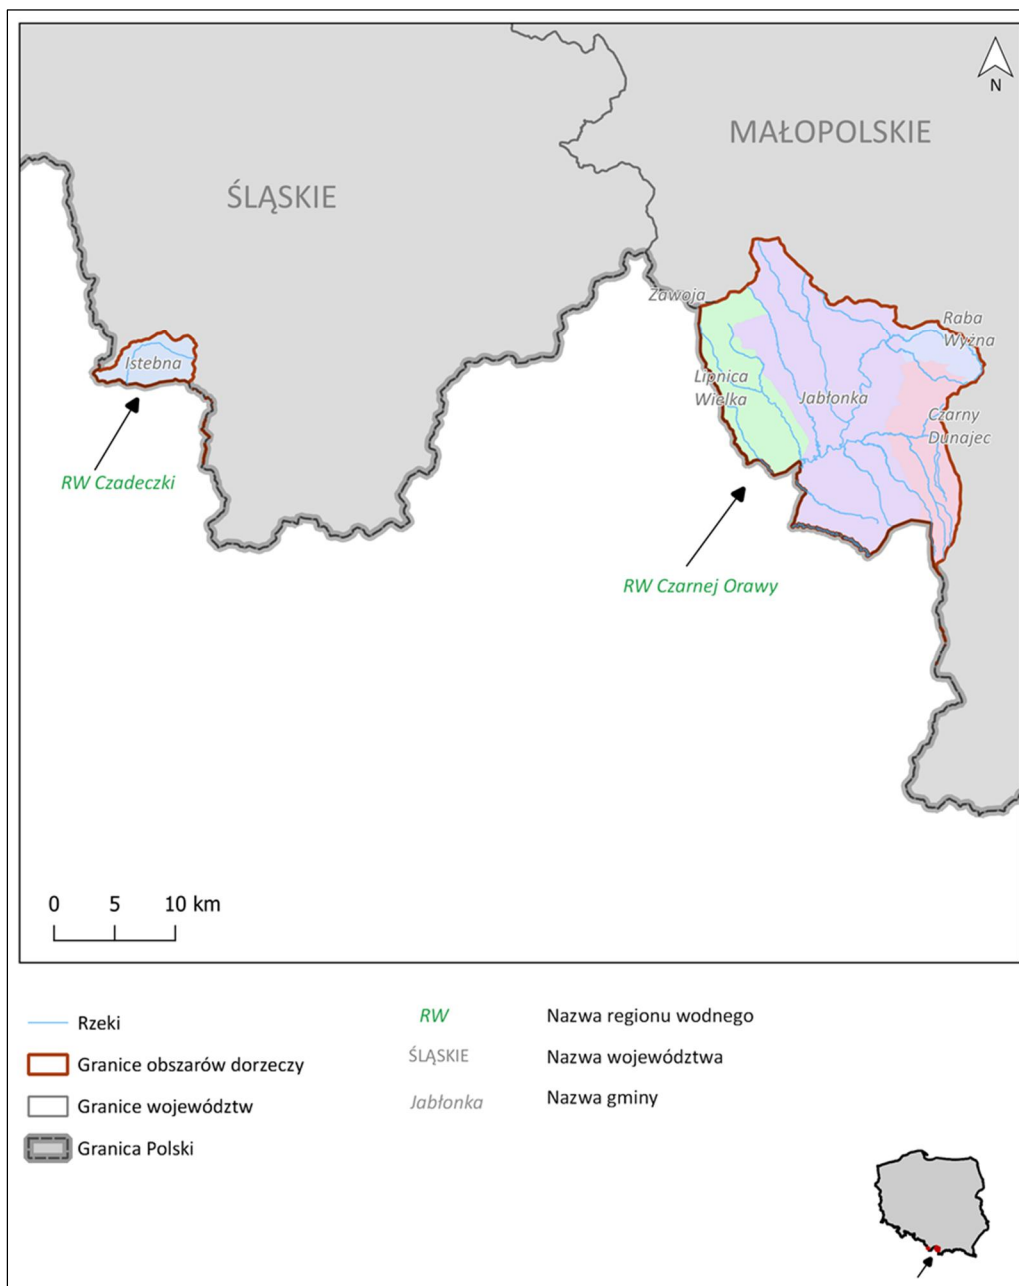 N
MAŁOPOLSKIE
ŚLĄSKIE
Zawoja
Raba
Wyżna
Istebna
Lipnica
Wielka
Jabłonka
Czarny
Dunajec
RW Czadeczki
RW Czarnej Orawy
0 5 10 km
Rzeki
Granice obszarów dorzeczy
Granice województw
Granica Polski
RW Nazwa regionu wodnego
ŚLĄSKIE Nazwa województwa
Jabłonka Nazwa gminy